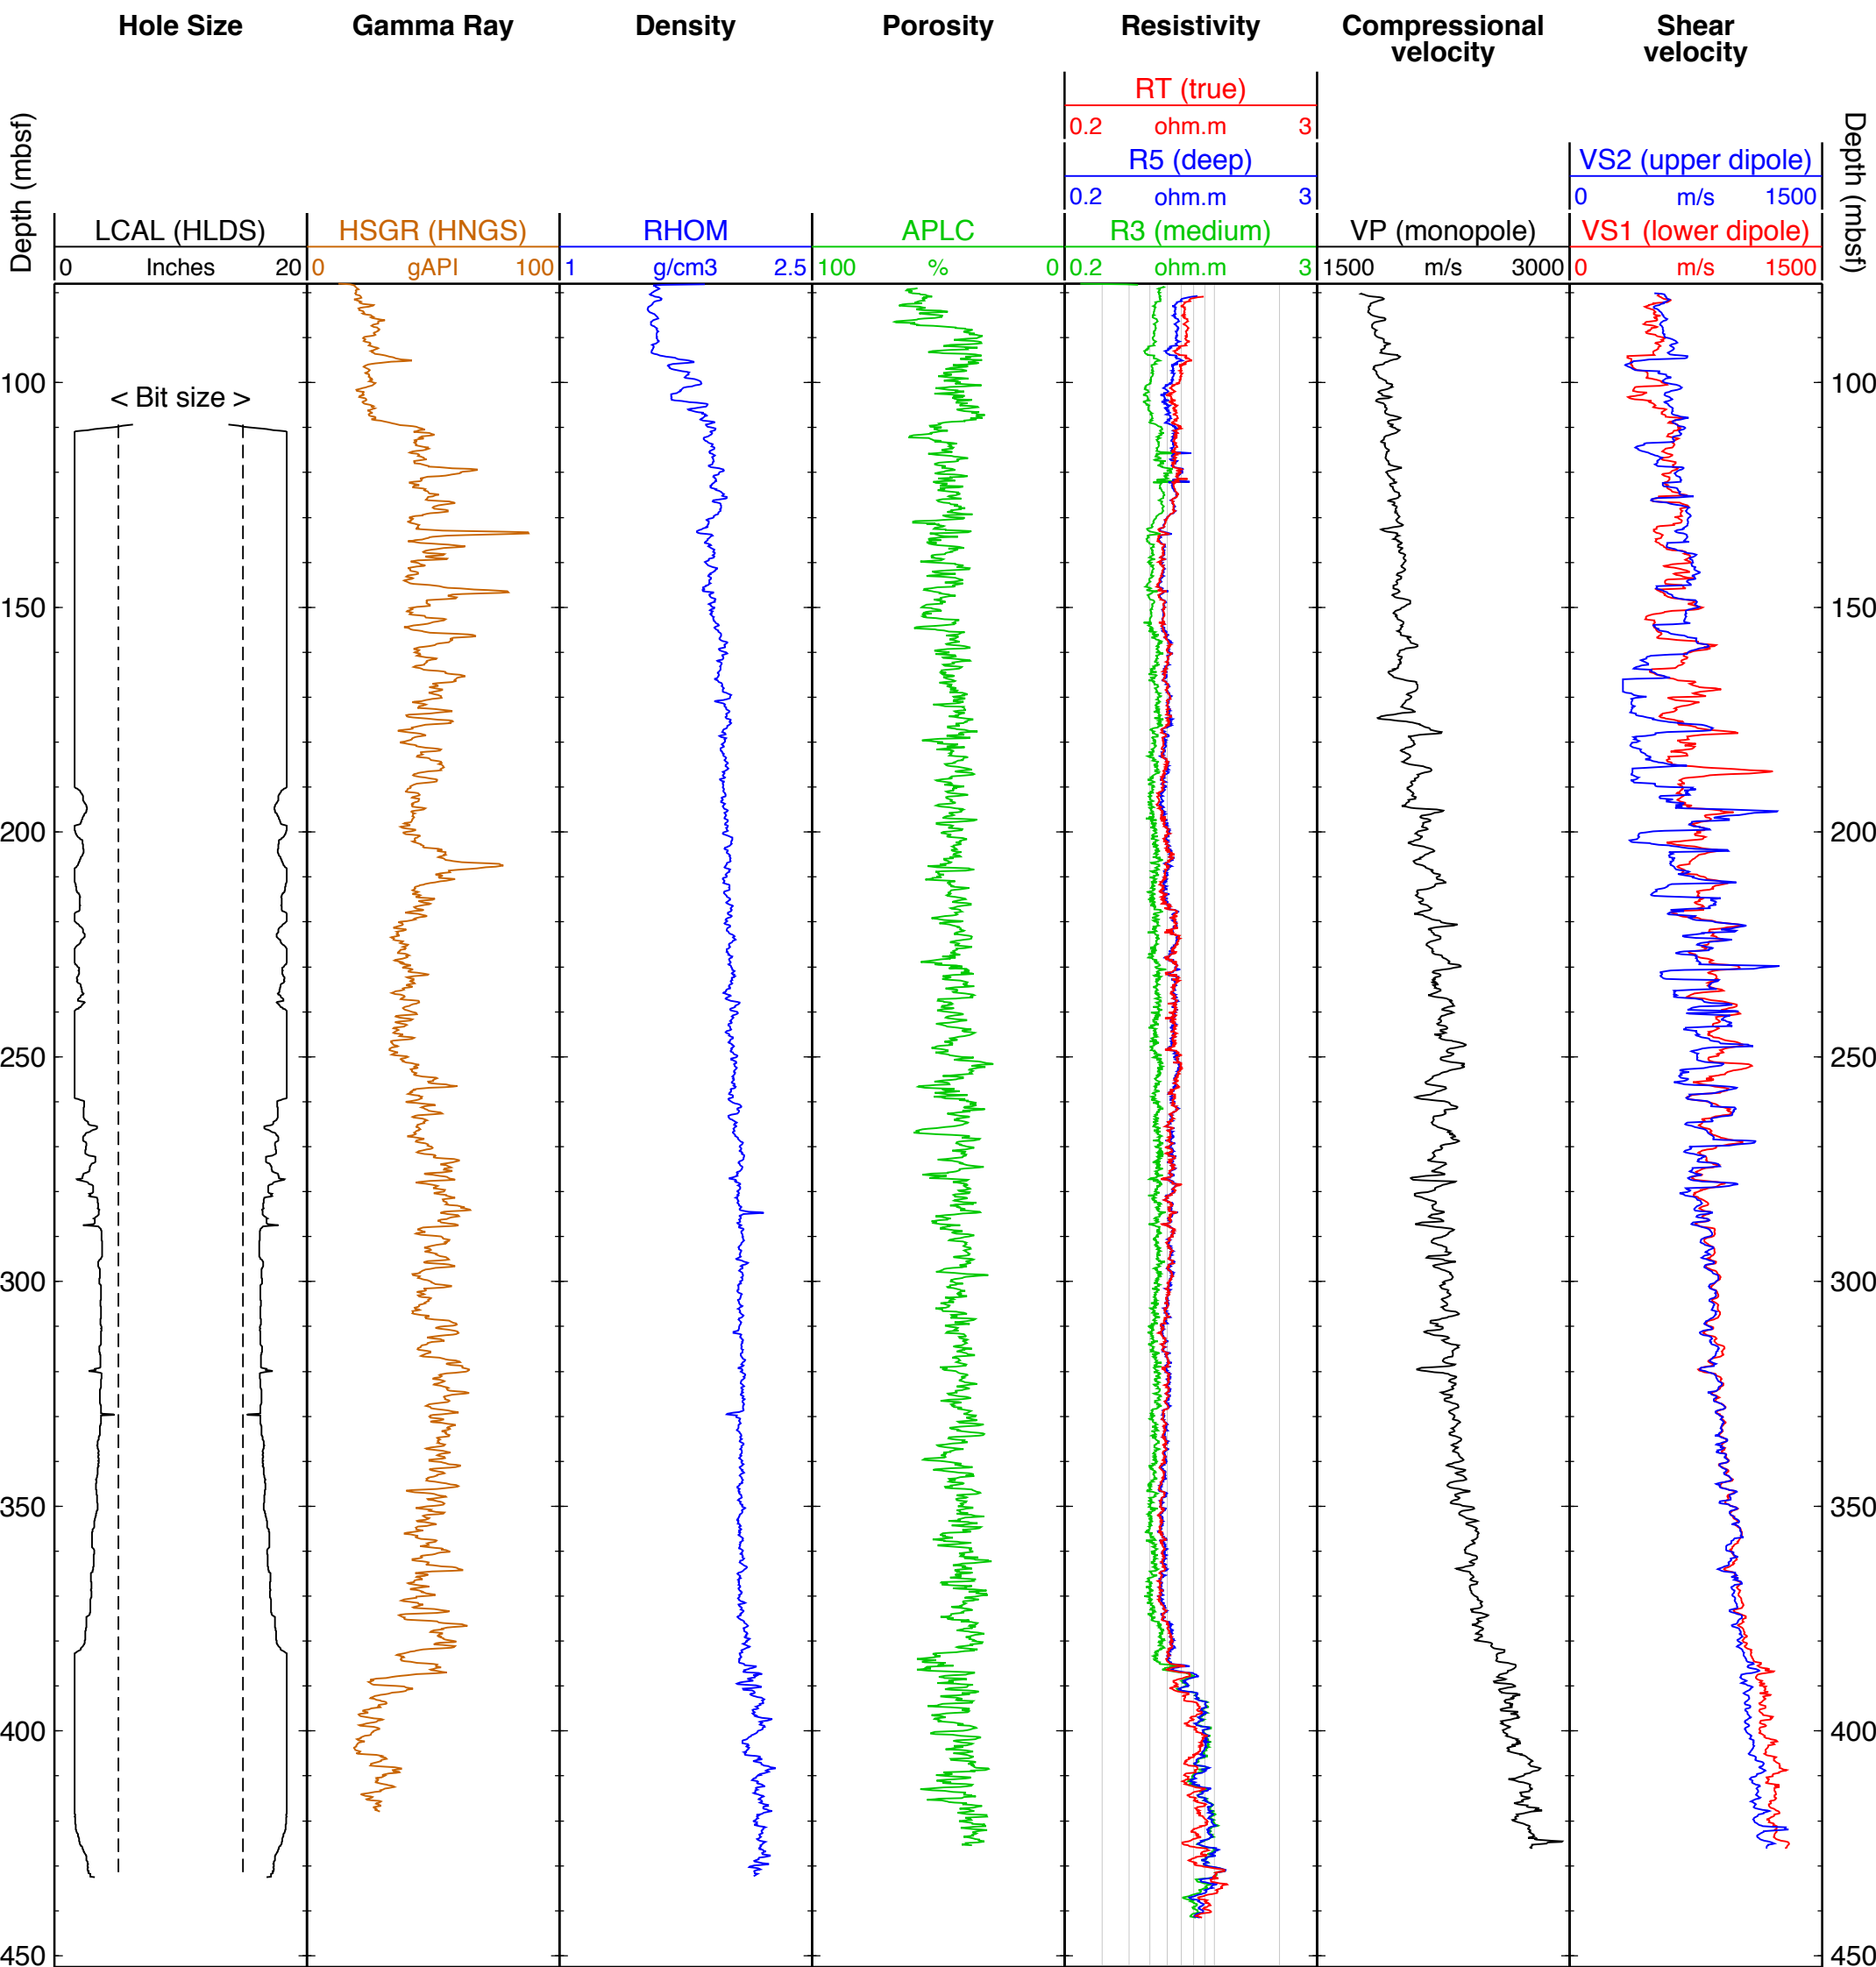 Hole Size
Gamma Ray
Density
Porosity
Resistivity
Compressional
velocity
Shear
velocity
RT (true)
0.2 ohm.m 3
R5 (deep)
0.2 ohm.m 3
VS2 (upper dipole)
0 m/s 1500
Depth (mbsf)
LCAL (HLDS)
0 Inches 20
HSGR (HNGS)
0 gAPI 100
RHOM
1 g/cm3 2.5
APLC
100 % 0
R3 (medium)
0.2 ohm.m 3
VP (monopole)
1500 m/s 3000
VS1 (lower dipole)
0 m/s 1500
Depth (mbsf)
< Bit size >
100 100
150 150
200 200
250 250
300 300
350 350
400 400
450 450